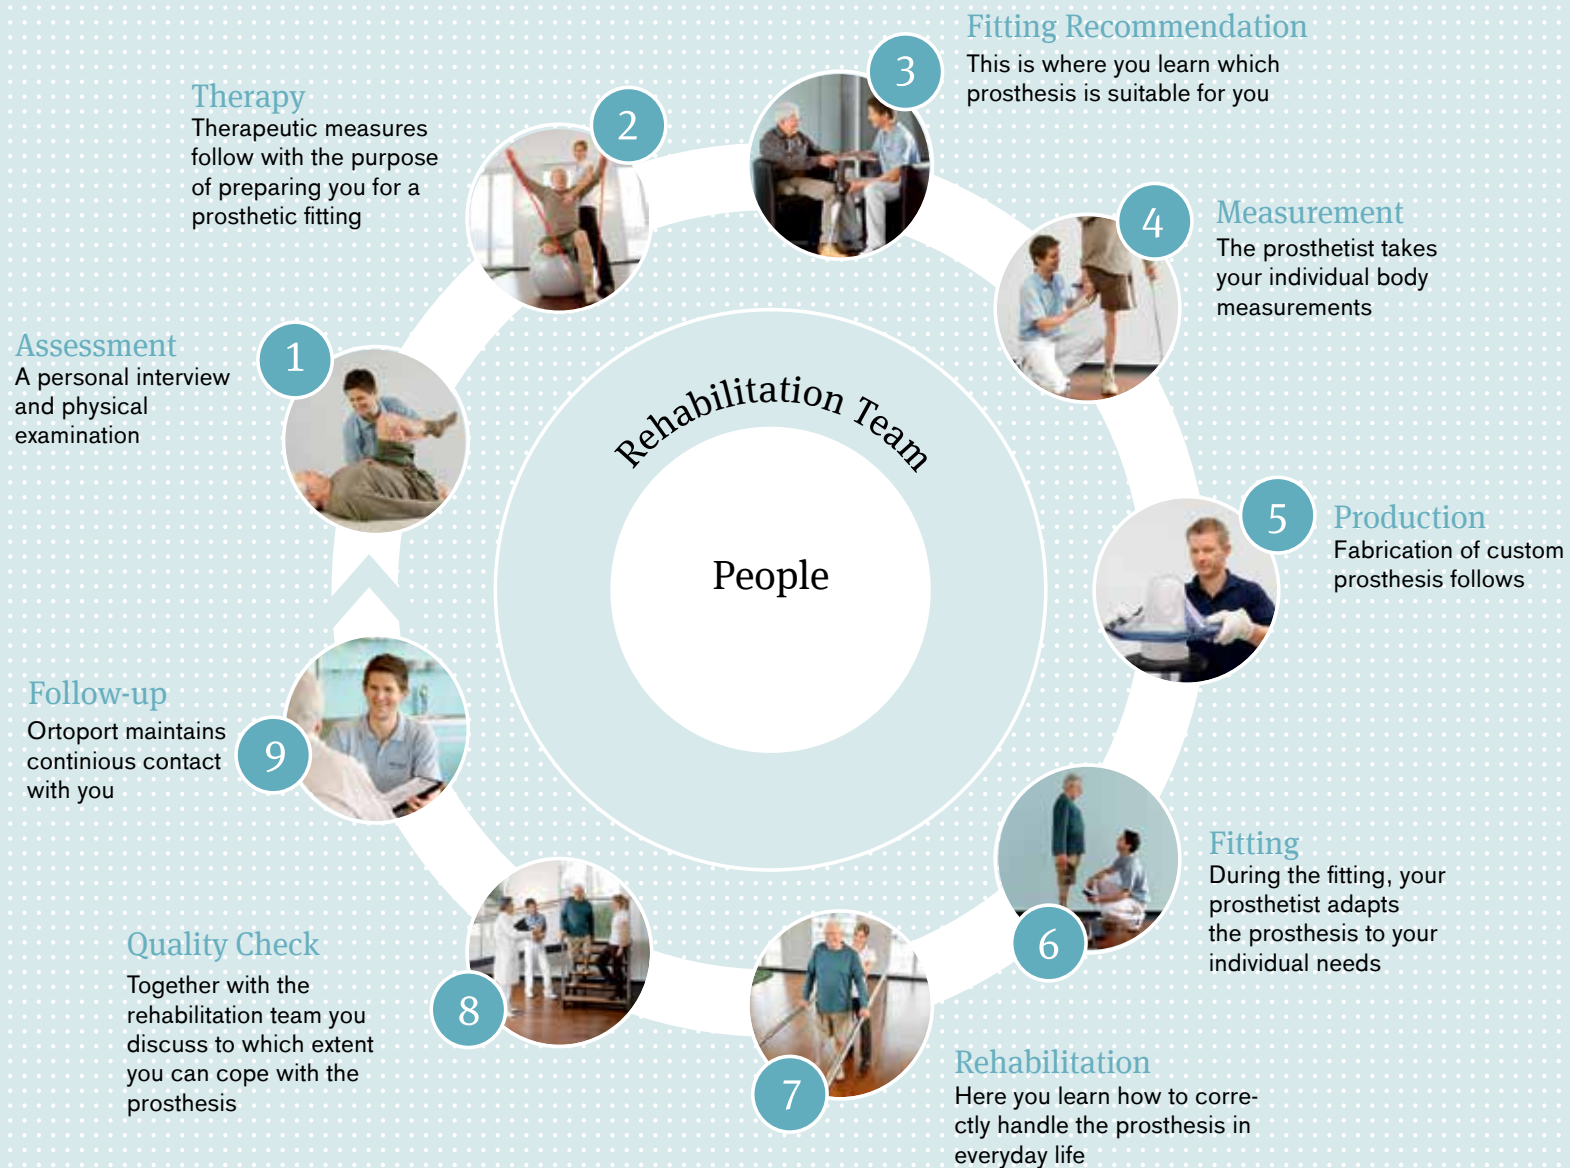 1
Assessment
A personal interview
and physical
examination
2
Therapy
Therapeutic measures
follow with the purpose
of preparing you for a
prosthetic fitting
3
Fitting Recommendation
This is where you learn which
prosthesis is suitable for you
4
Measurement
The prosthetist takes
your individual body
measurements
5
Production
Fabrication of custom
prosthesis follows
6
Fitting
During the fitting, your
prosthetist adapts
the prosthesis to your
individual needs
7
Rehabilitation
Here you learn how to corre-
ctly handle the prosthesis in
everyday life
8
Quality Check
Together with the
rehabilitation team you
discuss to which extent
you can cope with the
prosthesis
9
Follow-up
Ortoport maintains
continious contact
with you
Rehabilitation Team
People